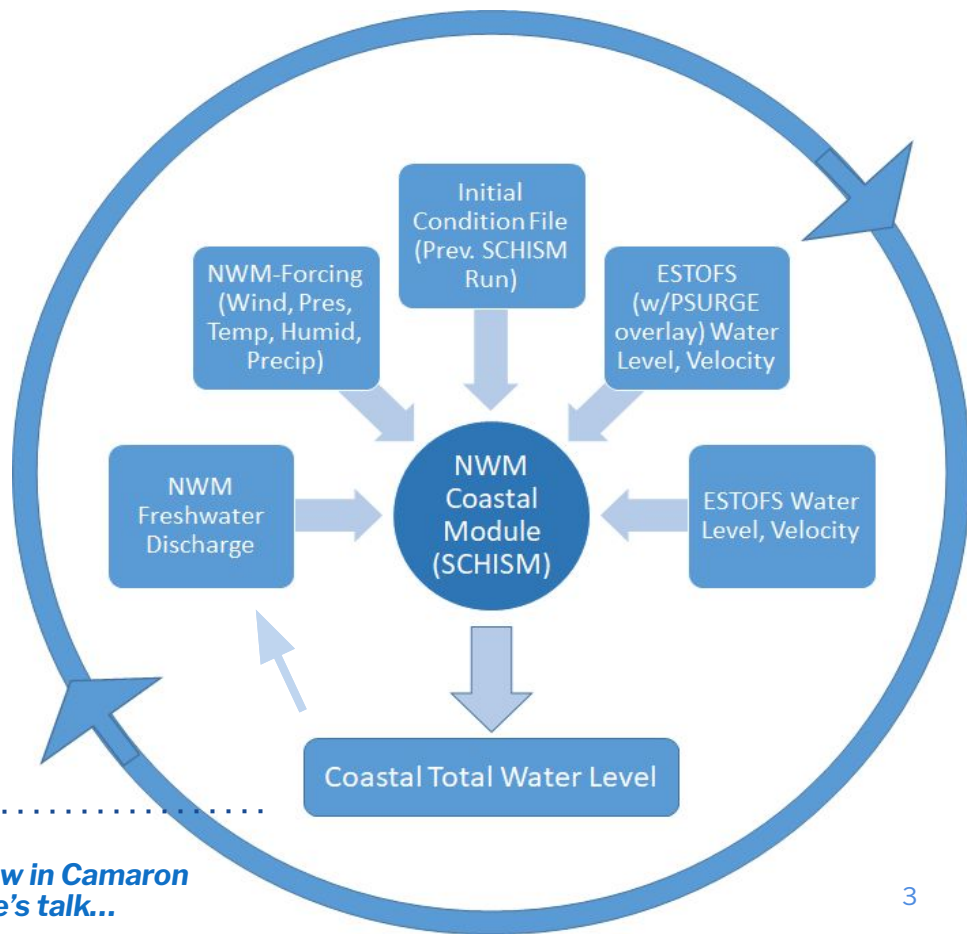 Initial
Condition File
(Prev. SCHISM
Run)
NWM-Forcing
(Wind, Pres,
Temp, Humid,
Precip)
ESTOFS
(w/PSURGE
overlay) Water
Level, Velocity
NWM
Freshwater
Discharge
NWM
Coastal
Module
(SCHISM)
ESTOFS Water
Level, Velocity
Coastal Total Water Level
in Camaron
talk...
3